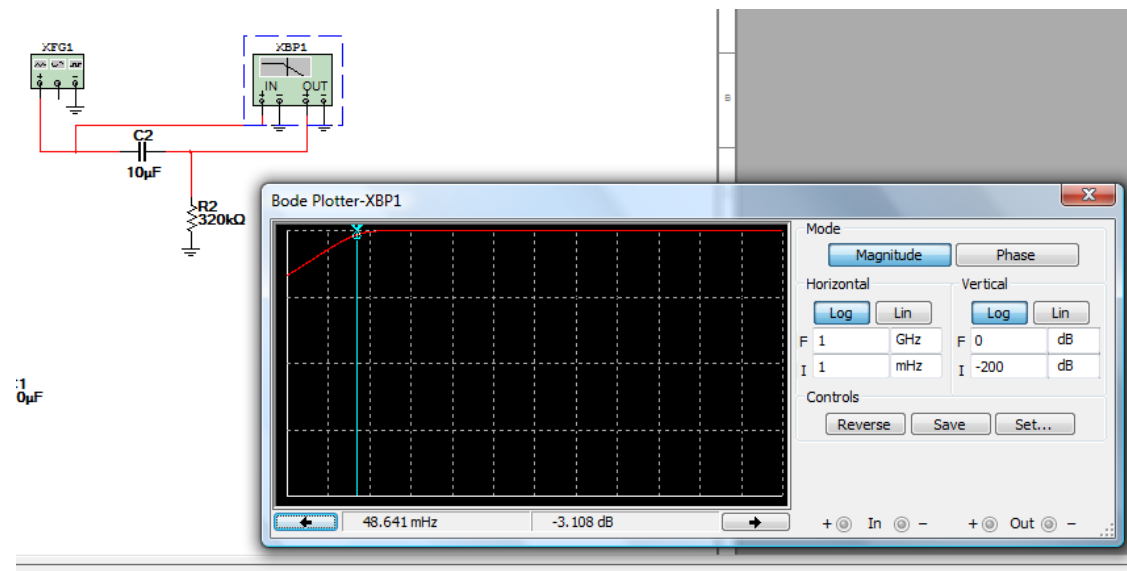 XFG1
XBP1
IN OUT
C2
10µF
R2
320kΩ
:1
0µF
Bode Plotter-XBP1
Mode
Magnitude Phase
Horizontal Vertical
Log Lin Log Lin
F 1 GHz F 0 dB
I 1 mHz I -200 dB
Controls
Reverse Save Set...
48.641 mHz -3.108 dB
+ In - + Out -